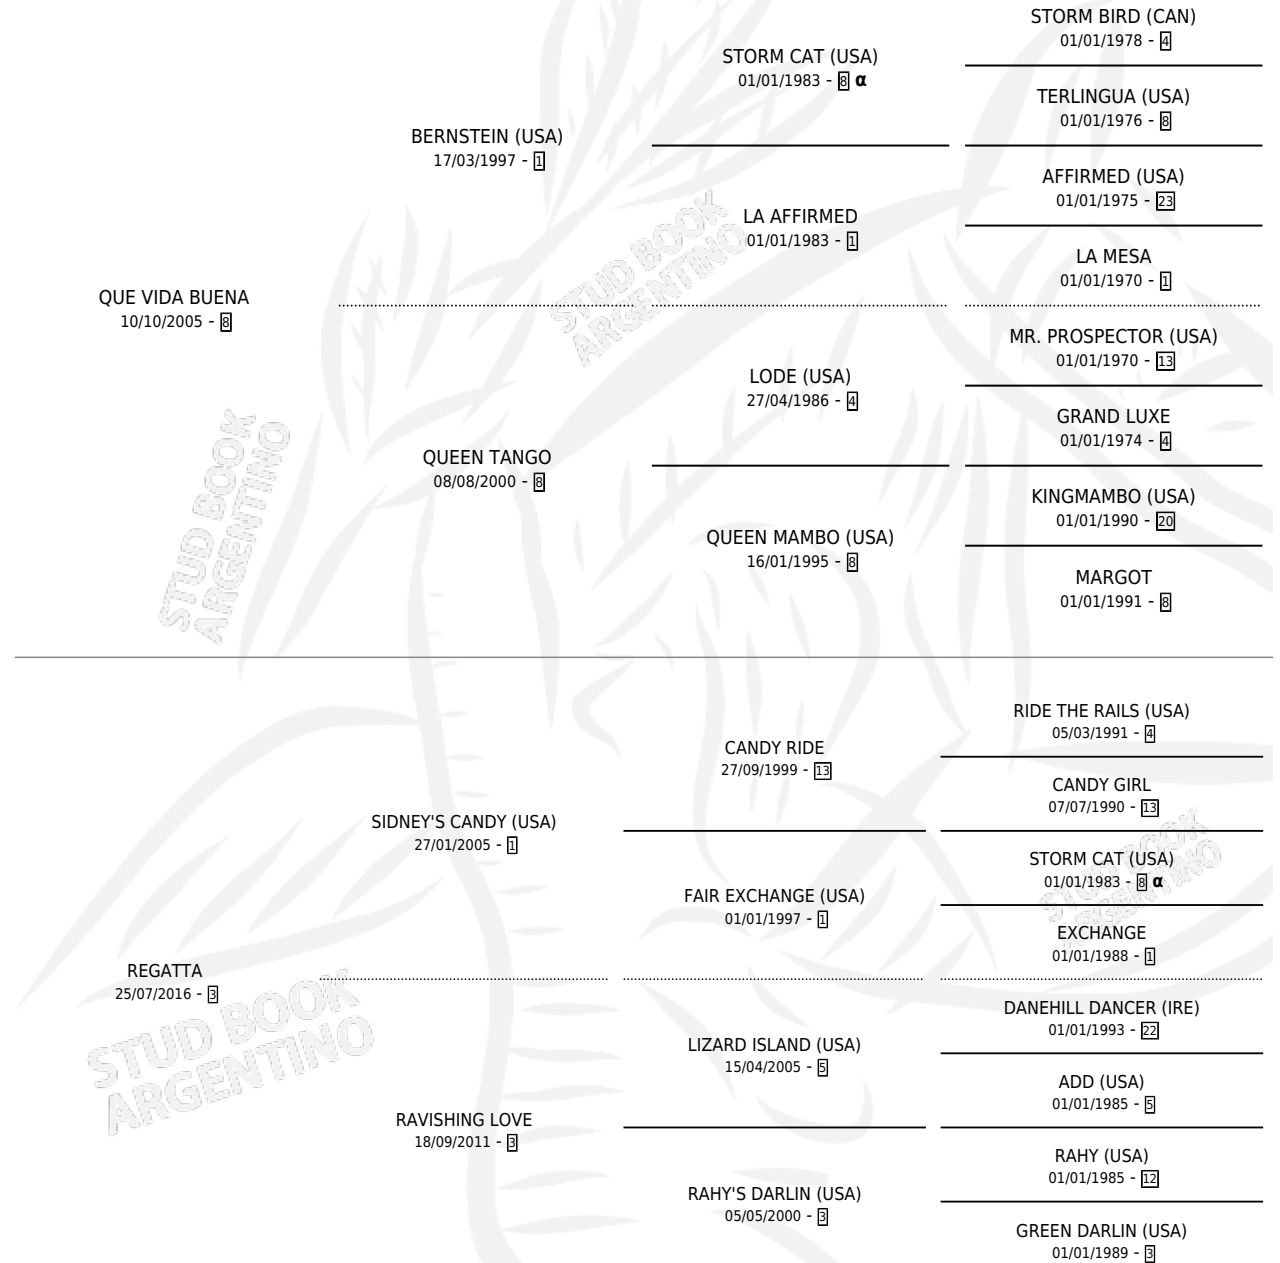 STORM BIRD (CAN)
01/01/1978 - 4
STORM CAT (USA)
01/01/1983 - 8 α
TERLINGUA (USA)
01/01/1976 - 8
BERNSTEIN (USA)
17/03/1997 - 1
AFFIRMED (USA)
01/01/1975 - 23
LA AFFIRMED
01/01/1983 - 1
LA MESA
01/01/1970 - 1
QUE VIDA BUENA
10/10/2005 - 8
MR. PROSPECTOR (USA)
01/01/1970 - 13
LODE (USA)
27/04/1986 - 4
GRAND LUXE
01/01/1974 - 4
QUEEN TANGO
08/08/2000 - 8
KINGMAMBO (USA)
01/01/1990 - 20
QUEEN MAMBO (USA)
16/01/1995 - 8
MARGOT
01/01/1991 - 8
RIDE THE RAILS (USA)
05/03/1991 - 4
CANDY RIDE
27/09/1999 - 13
CANDY GIRL
07/07/1990 - 13
SIDNEY'S CANDY (USA)
27/01/2005 - 1
STORM CAT (USA)
01/01/1983 - 8 α
FAIR EXCHANGE (USA)
01/01/1997 - 1
EXCHANGE
01/01/1988 - 1
REGATTA
25/07/2016 - 3
DANEHILL DANCER (IRE)
01/01/1993 - 22
LIZARD ISLAND (USA)
15/04/2005 - 5
ADD (USA)
01/01/1985 - 5
RAVISHING LOVE
18/09/2011 - 3
RAHY (USA)
01/01/1985 - 12
RAHY'S DARLIN (USA)
05/05/2000 - 3
GREEN DARLIN (USA)
01/01/1989 - 3
STUD BOOK
ARGENTINO
STUD BOOK
ARGENTINO
STUD BOOK
ARGENTINO
STUD BOOK
ARGENTINO